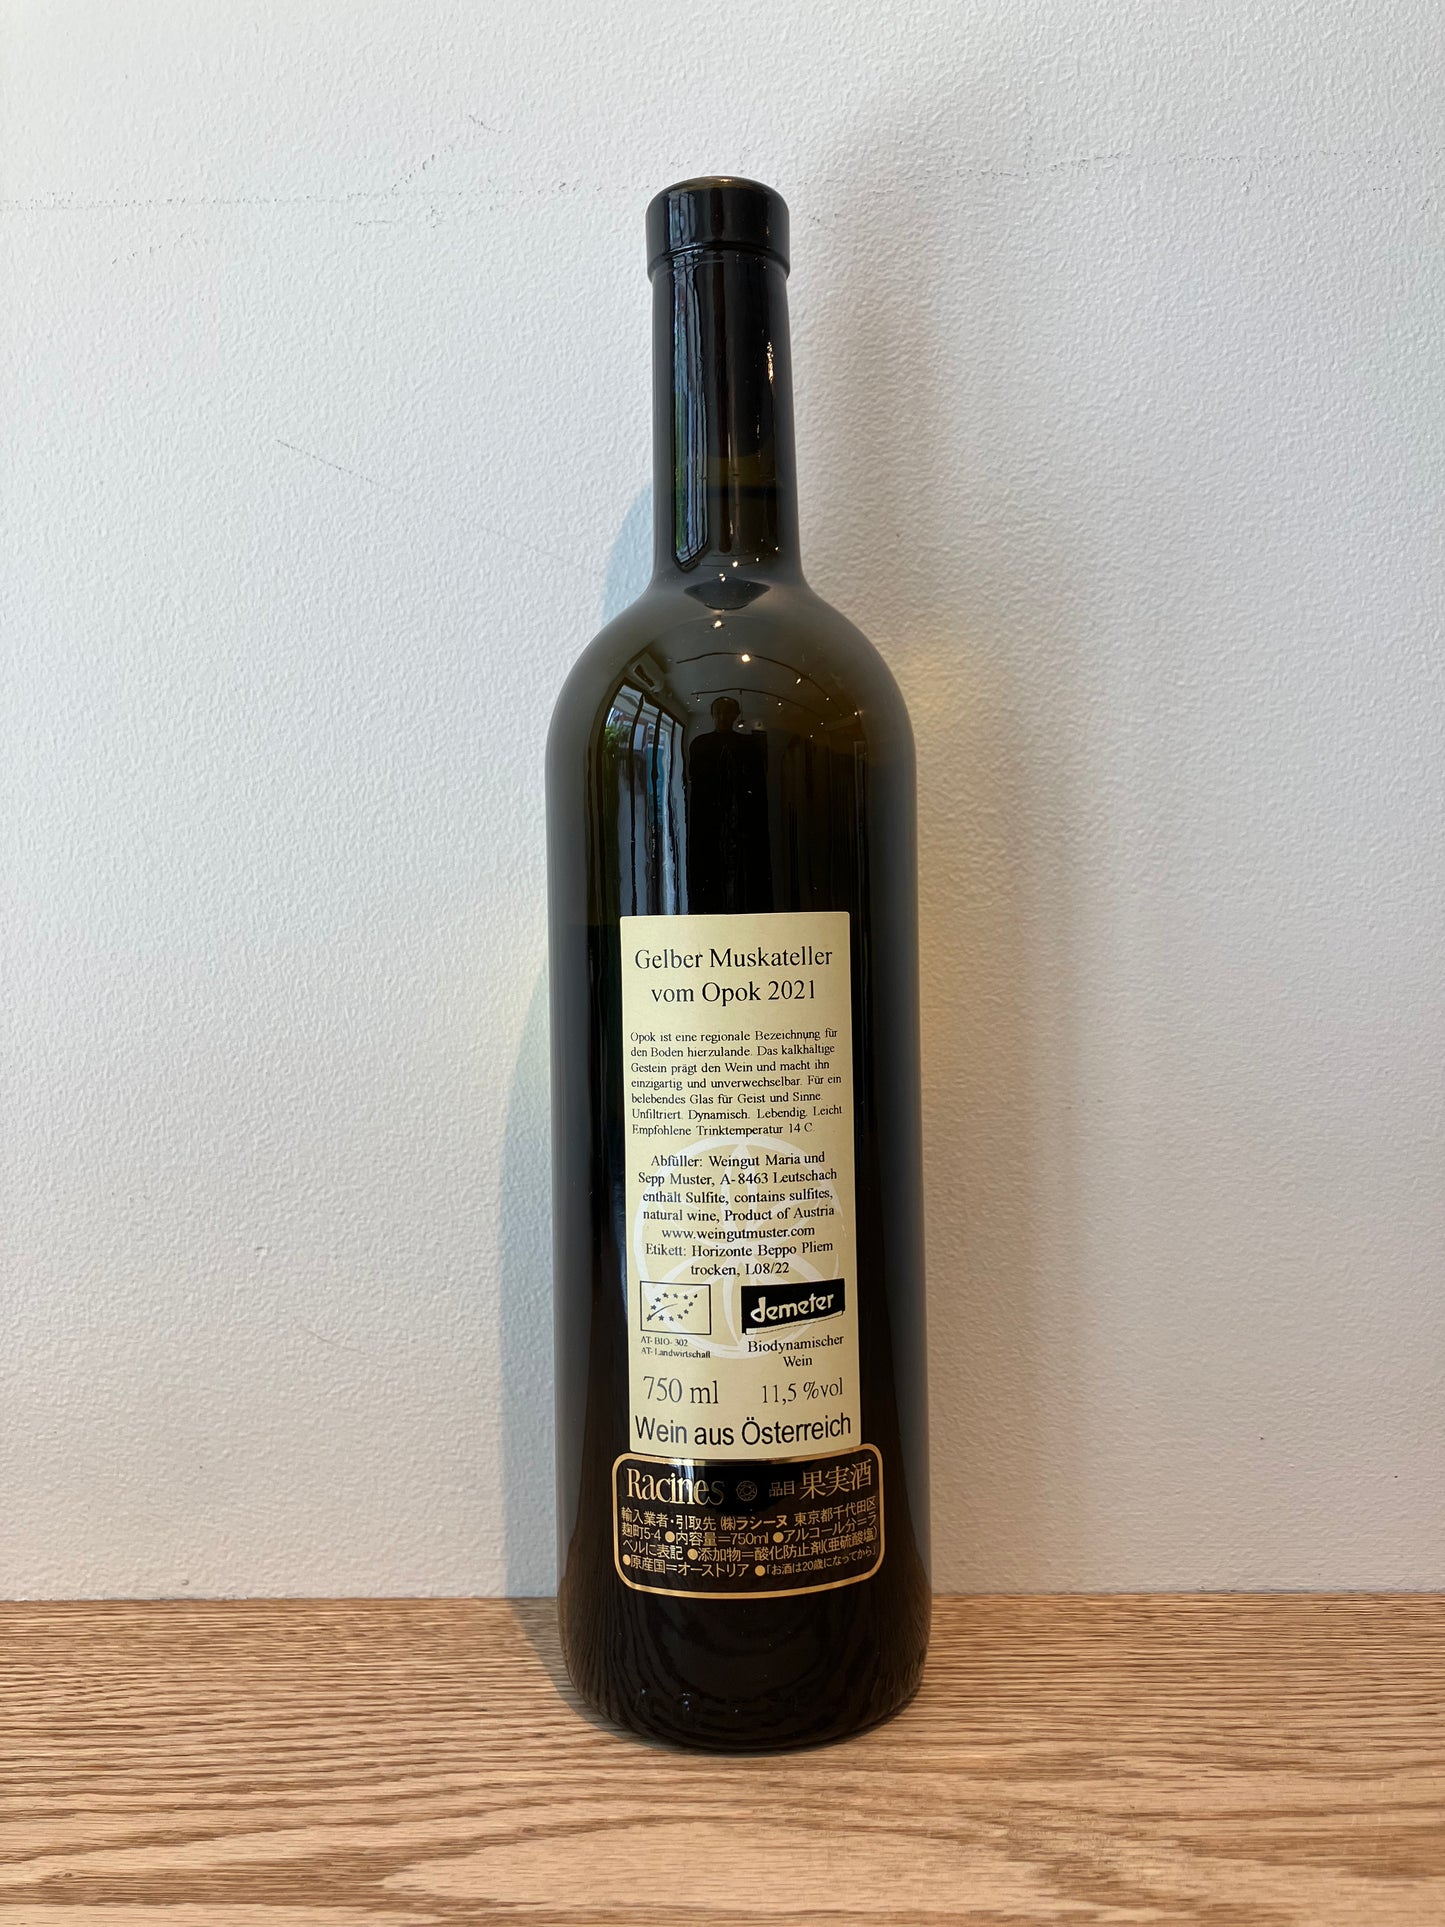 Gelber Muskateller
vom Opok 2021
Opok ist eine regionale Bezeichnung für
den Boden hierzulande. Das kalkhältige
Gestein prägt den Wein und macht ihn
einzigartig und unverwechselbar. Für ein
belebendes Glas für Geist und Sinne.
Unfiltriert. Dynamisch. Lebendig. Leicht
Empfohlene Trinktemperatur 14 C.
Abfüller: Weingut Maria und
Sepp Muster, A-8463 Leutschach
enthält Sulfite, contains sulfites,
natural wine, Product of Austria
www.weingutmuster.com
Etikett: Horizonte Beppo Pliem
trocken, L08/22
demeter
AT-BIO-302
AT-Landwirtschaft
Biodynamischer
Wein
750 ml 11,5 %vol
Wein aus Österreich
Racines 品目 果実酒
輸入業者・引取先 (株)ラシーヌ 東京都千代田区
麹町5-4 ●内容量=750ml ●アルコール分=ラ
ベルに表記 ●添加物=酸化防止剤(亜硫酸塩)
●原産国=オーストリア ●「お酒は20歳になってから」